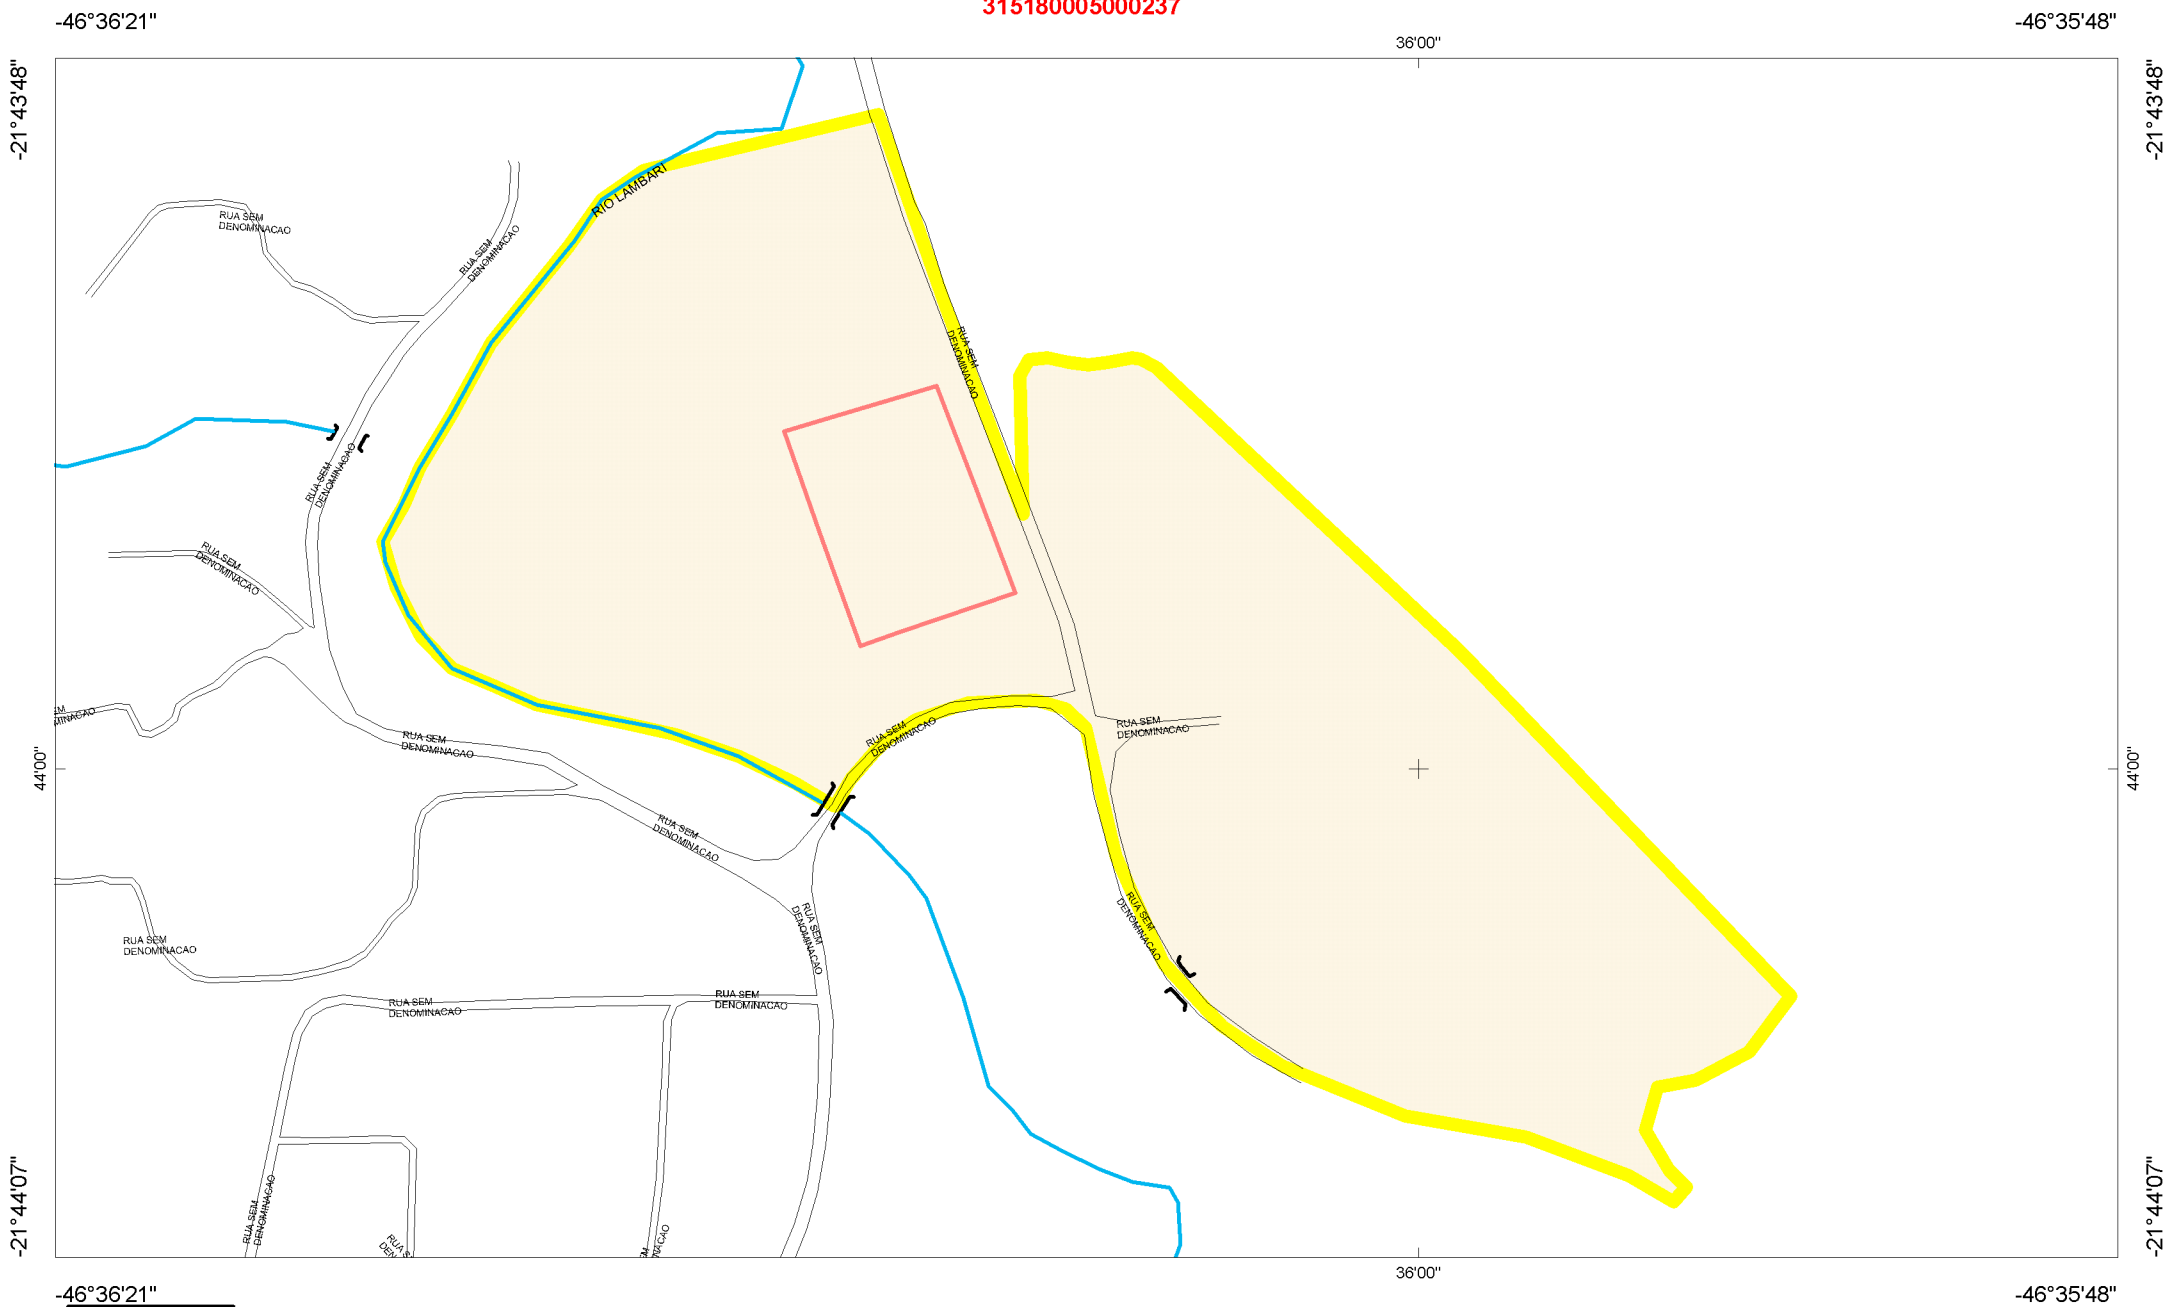 315180005000237
-46°36'21"
-46°35'48"
36'00"
-21°43'48"
-21°43'48"
RIO LAMBARI
RUA SEM
DENOMINACAO
RUA SEM
DENOMINACAO
RUA SEM
DENOMINACAO
RUA SEM
DENOMINACAO
RUA SEM
DENOMINACAO
RUA SEM
DENOMINACAO
RUA SEM
DENOMINACAO
RUA SEM
DENOMINACAO
44'00"
44'00"
RUA SEM
DENOMINACAO
RUA SEM
DENOMINACAO
RUA SEM
DENOMINACAO
RUA SEM
DENOMINACAO
RUA SEM
DENOMINACAO
RUA SEM
DENOMINACAO
RUA SEM
DENOMINACAO
-21°44'07"
-21°44'07"
RUA SEM
DENOMINACAO
36'00"
-46°36'21"
-46°35'48"